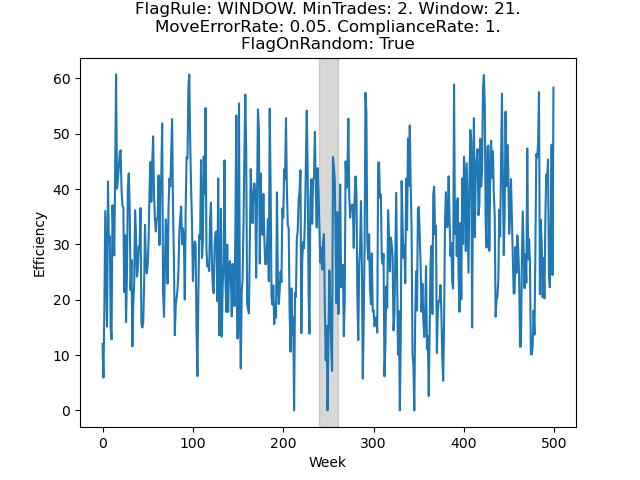 FlagRule: WINDOW. MinTrades: 2. Window: 21.
MoveErrorRate: 0.05. ComplianceRate: 1.
FlagOnRandom: True
60
50
40
30
20
10
0
Efficiency
0 100 200 300 400 500
Week